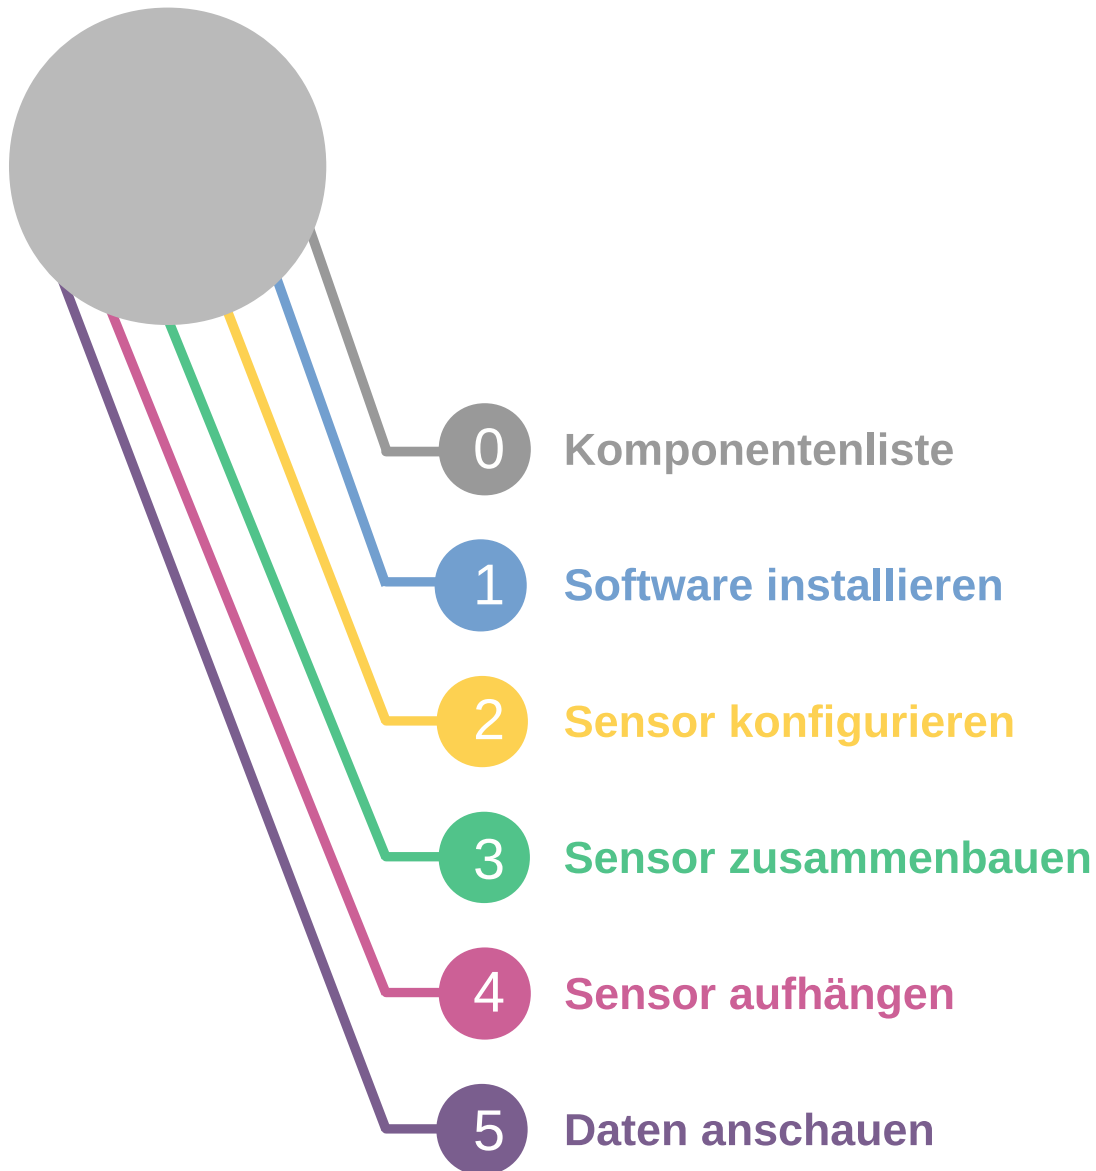 0 Komponentenliste
1 Software installieren
2 Sensor konfigurieren
3 Sensor zusammenbauen
4 Sensor aufhängen
5 Daten anschauen